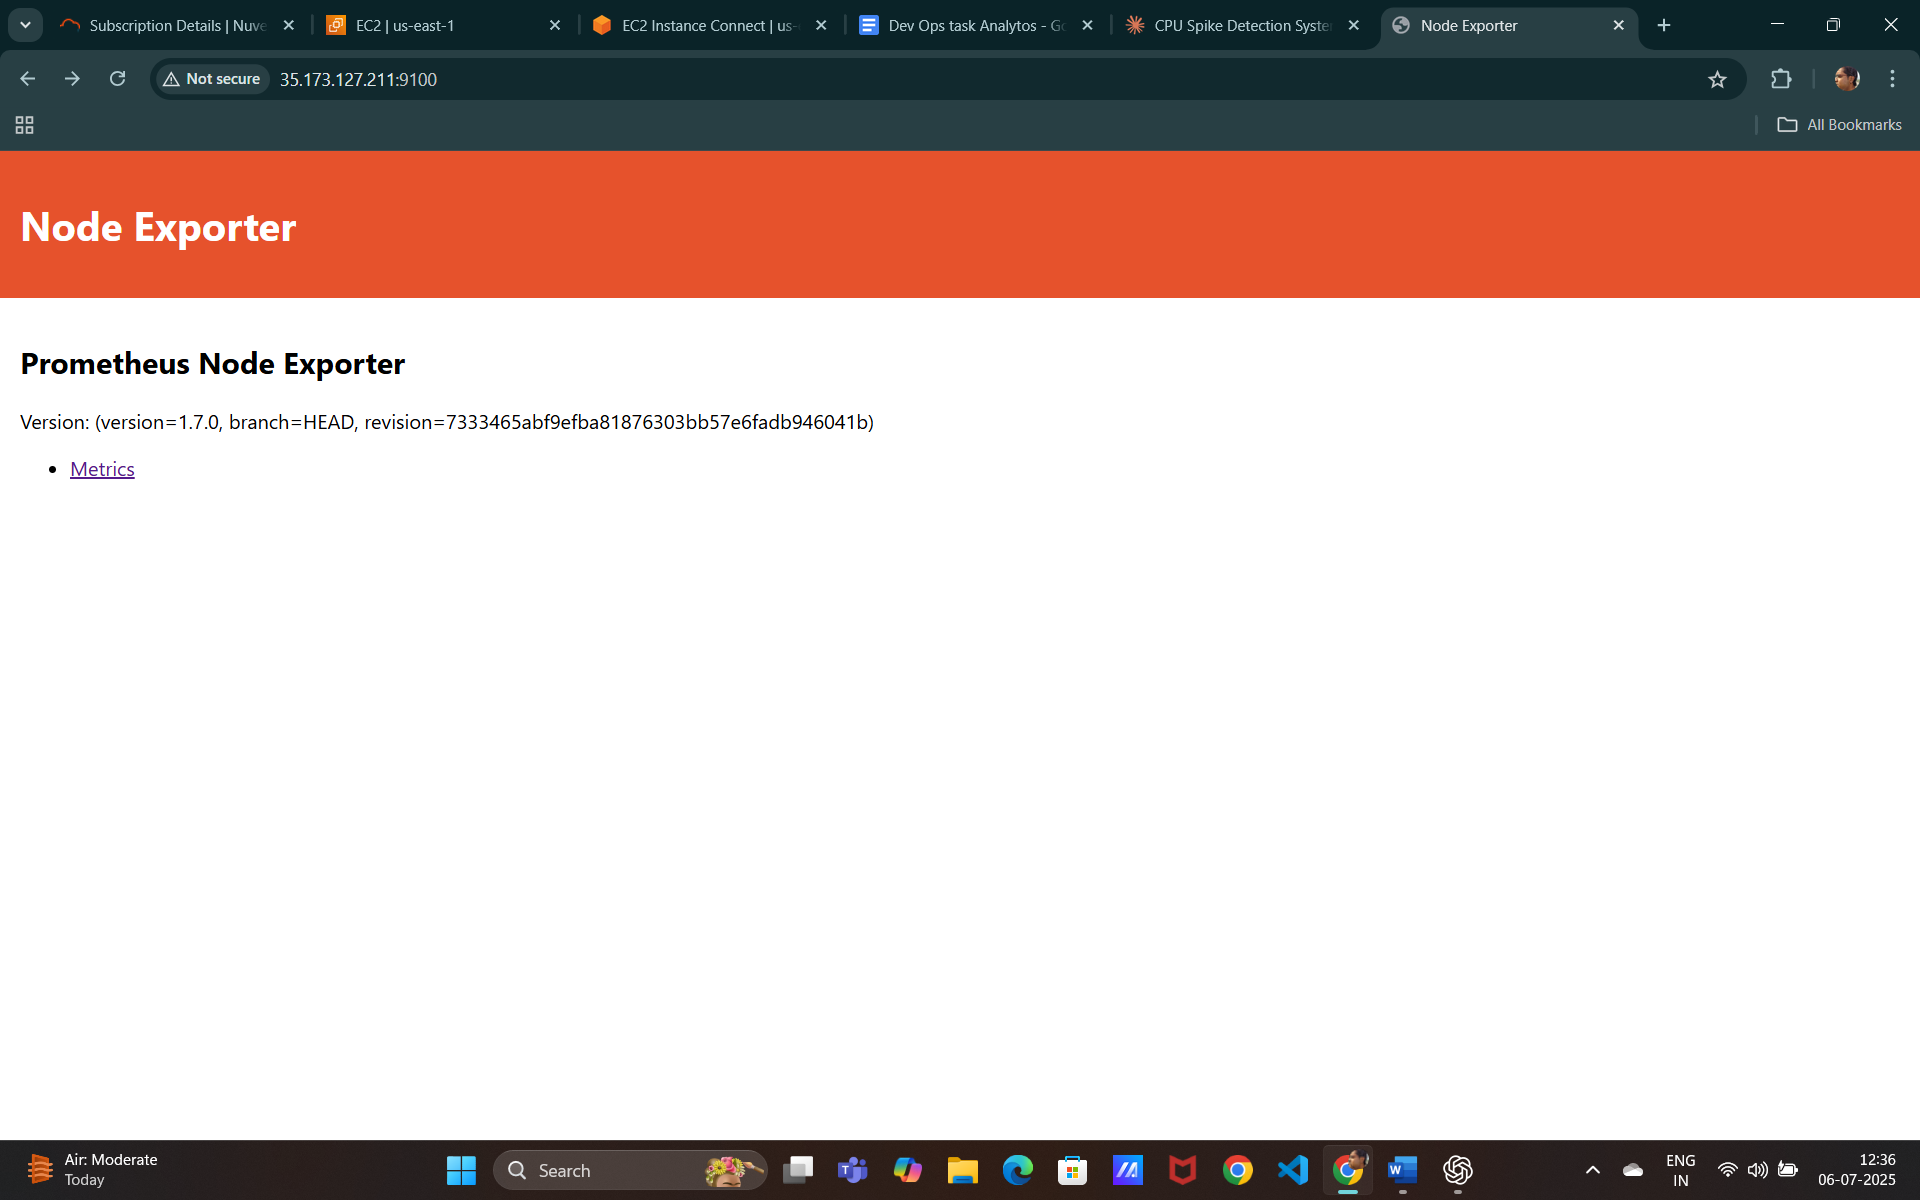 Subscription Details | Nuve
EC2 | us-east-1
EC2 Instance Connect | us-
Dev Ops task Analytos - Go
CPU Spike Detection Syste
Node Exporter
Not secure
35.173.127.211:9100
All Bookmarks
Node Exporter
Prometheus Node Exporter
Version: (version=1.7.0, branch=HEAD, revision=7333465abf9efba81876303bb57e6fadb946041b)
Metrics
Air: Moderate
Today
Search
ENG
IN
12:36
06-07-2025